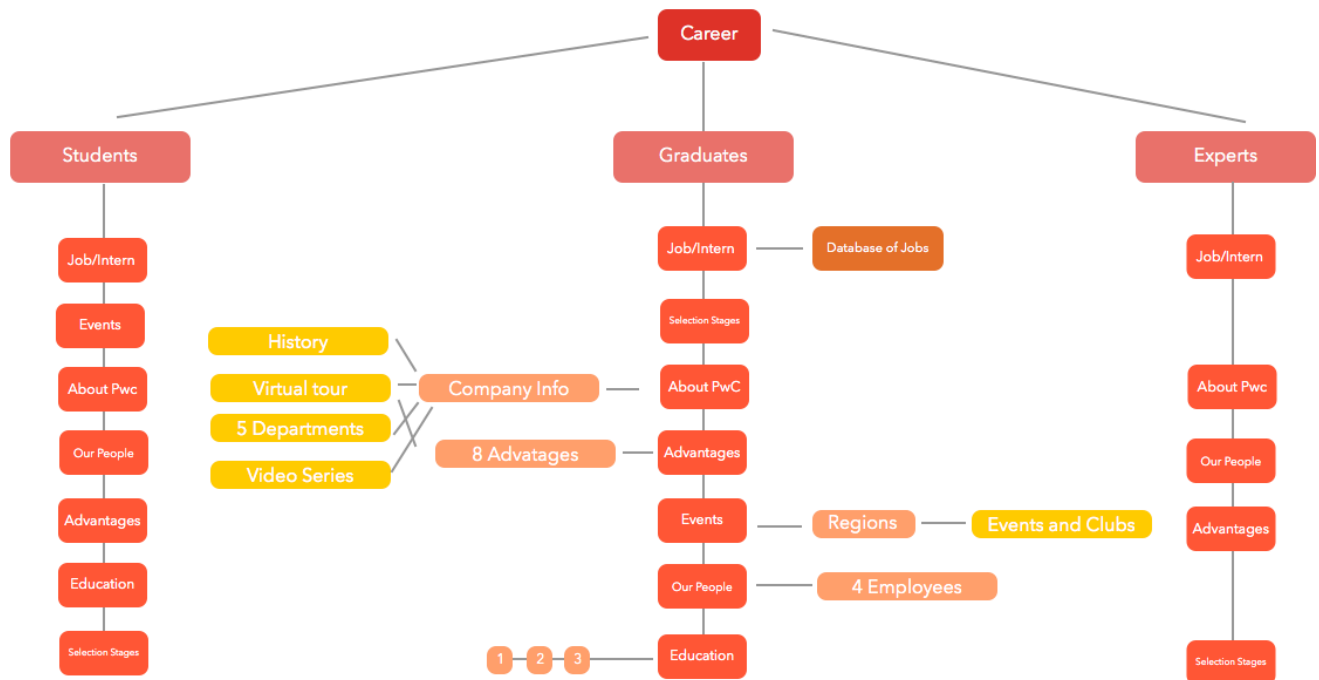 Career
Students
Graduates
Experts
Job/Intern
Events
About Pwc
Our People
Advantages
Education
Selection Stages
History
Virtual tour
5 Departments
Video Series
Company Info
8 Advatages
Job/Intern
Database of Jobs
Selection Stages
About PwC
Advantages
Events
Regions
Events and Clubs
Our People
4 Employees
1 2 3
Education
Job/Intern
About Pwc
Our People
Advantages
Selection Stages